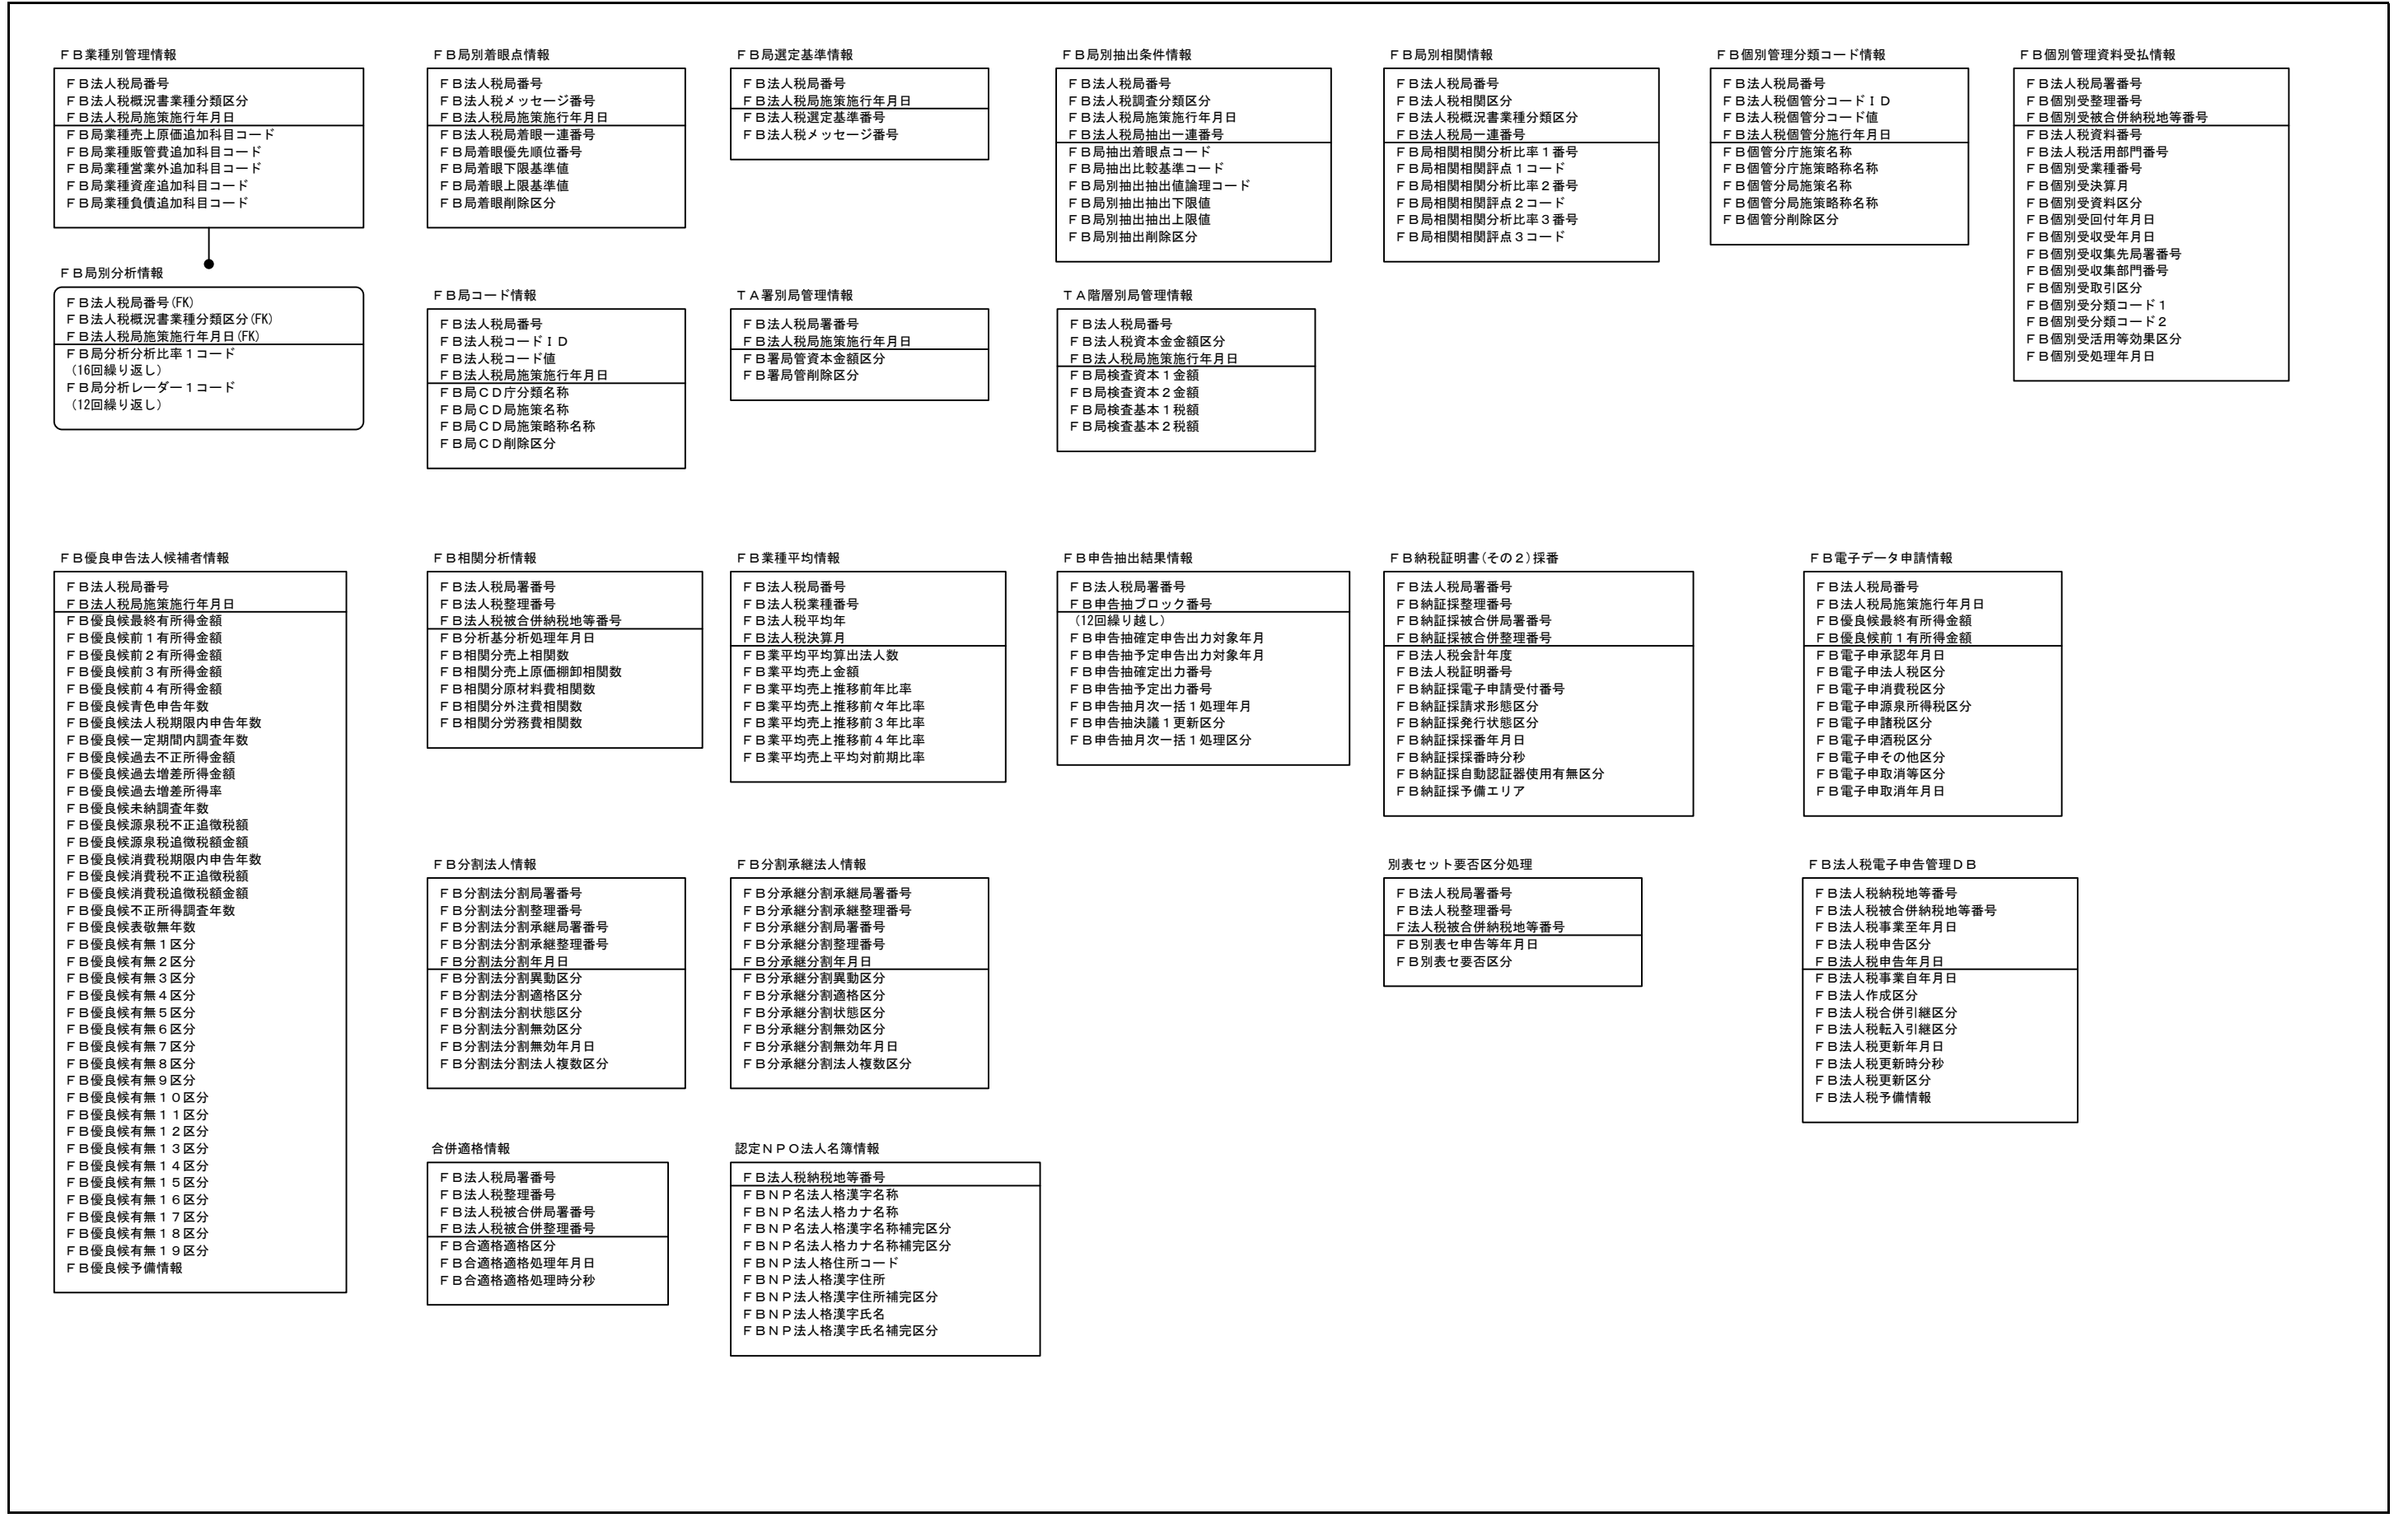 ＦＢ業種別管理情報
ＦＢ法人税局番号
ＦＢ法人税概況書業種分類区分
ＦＢ法人税局施策施行年月日
ＦＢ局業種売上原価追加科目コード
ＦＢ局業種販管費追加科目コード
ＦＢ局業種営業外追加科目コード
ＦＢ局業種資産追加科目コード
ＦＢ局業種負債追加科目コード
ＦＢ局別分析情報
ＦＢ法人税局番号(FK)
ＦＢ法人税概況書業種分類区分(FK)
ＦＢ法人税局施策施行年月日(FK)
ＦＢ局分析分析比率１コード
(16回繰り返し)
ＦＢ局分析レーダー１コード
(12回繰り返し)
ＦＢ局別着眼点情報
ＦＢ法人税局番号
ＦＢ法人税メッセージ番号
ＦＢ法人税局施策施行年月日
ＦＢ法人税局着眼一連番号
ＦＢ局着眼優先順位番号
ＦＢ局着眼下限基準値
ＦＢ局着眼上限基準値
ＦＢ局着眼削除区分
ＦＢ局コード情報
ＦＢ法人税局番号
ＦＢ法人税コードＩＤ
ＦＢ法人税コード値
ＦＢ法人税局施策施行年月日
ＦＢ局ＣＤ庁分類名称
ＦＢ局ＣＤ局施策名称
ＦＢ局ＣＤ局施策略称名称
ＦＢ局ＣＤ削除区分
ＦＢ局選定基準情報
ＦＢ法人税局番号
ＦＢ法人税局施策施行年月日
ＦＢ法人税選定基準番号
ＦＢ法人税メッセージ番号
ＴＡ署別局管理情報
ＦＢ法人税局署番号
ＦＢ法人税局施策施行年月日
ＦＢ署局管資本金額区分
ＦＢ署局管削除区分
ＦＢ局別抽出条件情報
ＦＢ法人税局番号
ＦＢ法人税調査分類区分
ＦＢ法人税局施策施行年月日
ＦＢ法人税局抽出一連番号
ＦＢ局抽出着眼点コード
ＦＢ局抽出比較基準コード
ＦＢ局別抽出抽出値論理コード
ＦＢ局別抽出抽出下限値
ＦＢ局別抽出抽出上限値
ＦＢ局別抽出削除区分
ＴＡ階層別局管理情報
ＦＢ法人税局番号
ＦＢ法人税資本金金額区分
ＦＢ法人税局施策施行年月日
ＦＢ局検査資本１金額
ＦＢ局検査資本２金額
ＦＢ局検査基本１税額
ＦＢ局検査基本２税額
ＦＢ局別相関情報
ＦＢ法人税局番号
ＦＢ法人税相関区分
ＦＢ法人税概況書業種分類区分
ＦＢ法人税局一連番号
ＦＢ局相関相関分析比率１番号
ＦＢ局相関相関評点１コード
ＦＢ局相関相関分析比率２番号
ＦＢ局相関相関評点２コード
ＦＢ局相関相関分析比率３番号
ＦＢ局相関相関評点３コード
ＦＢ個別管理分類コード情報
ＦＢ法人税局番号
ＦＢ法人税個管分コードＩＤ
ＦＢ法人税個管分コード値
ＦＢ法人税個管分施行年月日
ＦＢ個管分庁施策名称
ＦＢ個管分庁施策略称名称
ＦＢ個管分局施策名称
ＦＢ個管分局施策略称名称
ＦＢ個管分削除区分
ＦＢ個別管理資料受払情報
ＦＢ法人税局署番号
ＦＢ個別受整理番号
ＦＢ個別受被合併納税地等番号
ＦＢ法人税資料番号
ＦＢ法人税活用部門番号
ＦＢ個別受業種番号
ＦＢ個別受決算月
ＦＢ個別受資料区分
ＦＢ個別受回付年月日
ＦＢ個別受収受年月日
ＦＢ個別受収集先局署番号
ＦＢ個別受収集部門番号
ＦＢ個別受取引区分
ＦＢ個別受分類コード１
ＦＢ個別受分類コード２
ＦＢ個別受活用等効果区分
ＦＢ個別受処理年月日
ＦＢ優良申告法人候補者情報
ＦＢ法人税局番号
ＦＢ法人税局施策施行年月日
ＦＢ優良候最終有所得金額
ＦＢ優良候前１有所得金額
ＦＢ優良候前２有所得金額
ＦＢ優良候前３有所得金額
ＦＢ優良候前４有所得金額
ＦＢ優良候青色申告年数
ＦＢ優良候法人税期限内申告年数
ＦＢ優良候一定期間内調査年数
ＦＢ優良候過去不正所得金額
ＦＢ優良候過去増差所得金額
ＦＢ優良候過去増差所得率
ＦＢ優良候未納調査年数
ＦＢ優良候源泉税不正追徴税額
ＦＢ優良候源泉税追徴税額金額
ＦＢ優良候消費税期限内申告年数
ＦＢ優良候消費税不正追徴税額
ＦＢ優良候消費税追徴税額金額
ＦＢ優良候不正所得調査年数
ＦＢ優良候表敬無年数
ＦＢ優良候有無１区分
ＦＢ優良候有無２区分
ＦＢ優良候有無３区分
ＦＢ優良候有無４区分
ＦＢ優良候有無５区分
ＦＢ優良候有無６区分
ＦＢ優良候有無７区分
ＦＢ優良候有無８区分
ＦＢ優良候有無９区分
ＦＢ優良候有無１０区分
ＦＢ優良候有無１１区分
ＦＢ優良候有無１２区分
ＦＢ優良候有無１３区分
ＦＢ優良候有無１４区分
ＦＢ優良候有無１５区分
ＦＢ優良候有無１６区分
ＦＢ優良候有無１７区分
ＦＢ優良候有無１８区分
ＦＢ優良候有無１９区分
ＦＢ優良候予備情報
ＦＢ相関分析情報
ＦＢ法人税局署番号
ＦＢ法人税整理番号
ＦＢ法人税被合併納税地等番号
ＦＢ分析基分析処理年月日
ＦＢ相関分売上相関数
ＦＢ相関分売上原価棚卸相関数
ＦＢ相関分原材料費相関数
ＦＢ相関分外注費相関数
ＦＢ相関分労務費相関数
ＦＢ業種平均情報
ＦＢ法人税局番号
ＦＢ法人税業種番号
ＦＢ法人税平均年
ＦＢ法人税決算月
ＦＢ業平均平均算出法人数
ＦＢ業平均売上金額
ＦＢ業平均売上推移前年比率
ＦＢ業平均売上推移前々年比率
ＦＢ業平均売上推移前３年比率
ＦＢ業平均売上推移前４年比率
ＦＢ業平均売上平均対前期比率
ＦＢ申告抽出結果情報
ＦＢ法人税局署番号
ＦＢ申告抽ブロック番号
(12回繰り越し)
ＦＢ申告抽確定申告出力対象年月
ＦＢ申告抽予定申告出力対象年月
ＦＢ申告抽確定出力番号
ＦＢ申告抽予定出力番号
ＦＢ申告抽月次一括１処理年月
ＦＢ申告抽決議１更新区分
ＦＢ申告抽月次一括１処理区分
ＦＢ納税証明書(その２)採番
ＦＢ法人税局署番号
ＦＢ納証採整理番号
ＦＢ納証採被合併局署番号
ＦＢ納証採被合併整理番号
ＦＢ法人税会計年度
ＦＢ法人税証明番号
ＦＢ納証採電子申請受付番号
ＦＢ納証採請求形態区分
ＦＢ納証採発行状態区分
ＦＢ納証採採番年月日
ＦＢ納証採採番時分秒
ＦＢ納証採自動認証器使用有無区分
ＦＢ納証採予備エリア
ＦＢ電子データ申請情報
ＦＢ法人税局番号
ＦＢ法人税局施策施行年月日
ＦＢ優良候最終有所得金額
ＦＢ優良候前１有所得金額
ＦＢ電子申承認年月日
ＦＢ電子申法人税区分
ＦＢ電子申消費税区分
ＦＢ電子申源泉所得税区分
ＦＢ電子申諸税区分
ＦＢ電子申酒税区分
ＦＢ電子申その他区分
ＦＢ電子申取消等区分
ＦＢ電子申取消年月日
ＦＢ分割法人情報
ＦＢ分割法分割局署番号
ＦＢ分割法分割整理番号
ＦＢ分割法分割承継局署番号
ＦＢ分割法分割承継整理番号
ＦＢ分割法分割年月日
ＦＢ分割法分割異動区分
ＦＢ分割法分割適格区分
ＦＢ分割法分割状態区分
ＦＢ分割法分割無効区分
ＦＢ分割法分割無効年月日
ＦＢ分割法分割法人複数区分
ＦＢ分割承継法人情報
ＦＢ分承継分割承継局署番号
ＦＢ分承継分割承継整理番号
ＦＢ分承継分割局署番号
ＦＢ分承継分割整理番号
ＦＢ分承継分割年月日
ＦＢ分承継分割異動区分
ＦＢ分承継分割適格区分
ＦＢ分承継分割状態区分
ＦＢ分承継分割無効区分
ＦＢ分承継分割無効年月日
ＦＢ分承継分割法人複数区分
別表セット要否区分処理
ＦＢ法人税局署番号
ＦＢ法人税整理番号
Ｆ法人税被合併納税地等番号
ＦＢ別表セ申告等年月日
ＦＢ別表セ要否区分
ＦＢ法人税電子申告管理ＤＢ
ＦＢ法人税納税地等番号
ＦＢ法人税被合併納税地等番号
ＦＢ法人税事業至年月日
ＦＢ法人税申告区分
ＦＢ法人税申告年月日
ＦＢ法人税事業自年月日
ＦＢ法人作成区分
ＦＢ法人税合併引継区分
ＦＢ法人税転入引継区分
ＦＢ法人税更新年月日
ＦＢ法人税更新時分秒
ＦＢ法人税更新区分
ＦＢ法人税予備情報
合併適格情報
ＦＢ法人税局署番号
ＦＢ法人税整理番号
ＦＢ法人税被合併局署番号
ＦＢ法人税被合併整理番号
ＦＢ合適格適格区分
ＦＢ合適格適格処理年月日
ＦＢ合適格適格処理時分秒
認定ＮＰＯ法人名簿情報
ＦＢ法人税納税地等番号
ＦＢＮＰ名法人格漢字名称
ＦＢＮＰ名法人格カナ名称
ＦＢＮＰ名法人格漢字名称補完区分
ＦＢＮＰ名法人格カナ名称補完区分
ＦＢＮＰ法人格住所コード
ＦＢＮＰ法人格漢字住所
ＦＢＮＰ法人格漢字住所補完区分
ＦＢＮＰ法人格漢字氏名
ＦＢＮＰ法人格漢字氏名補完区分